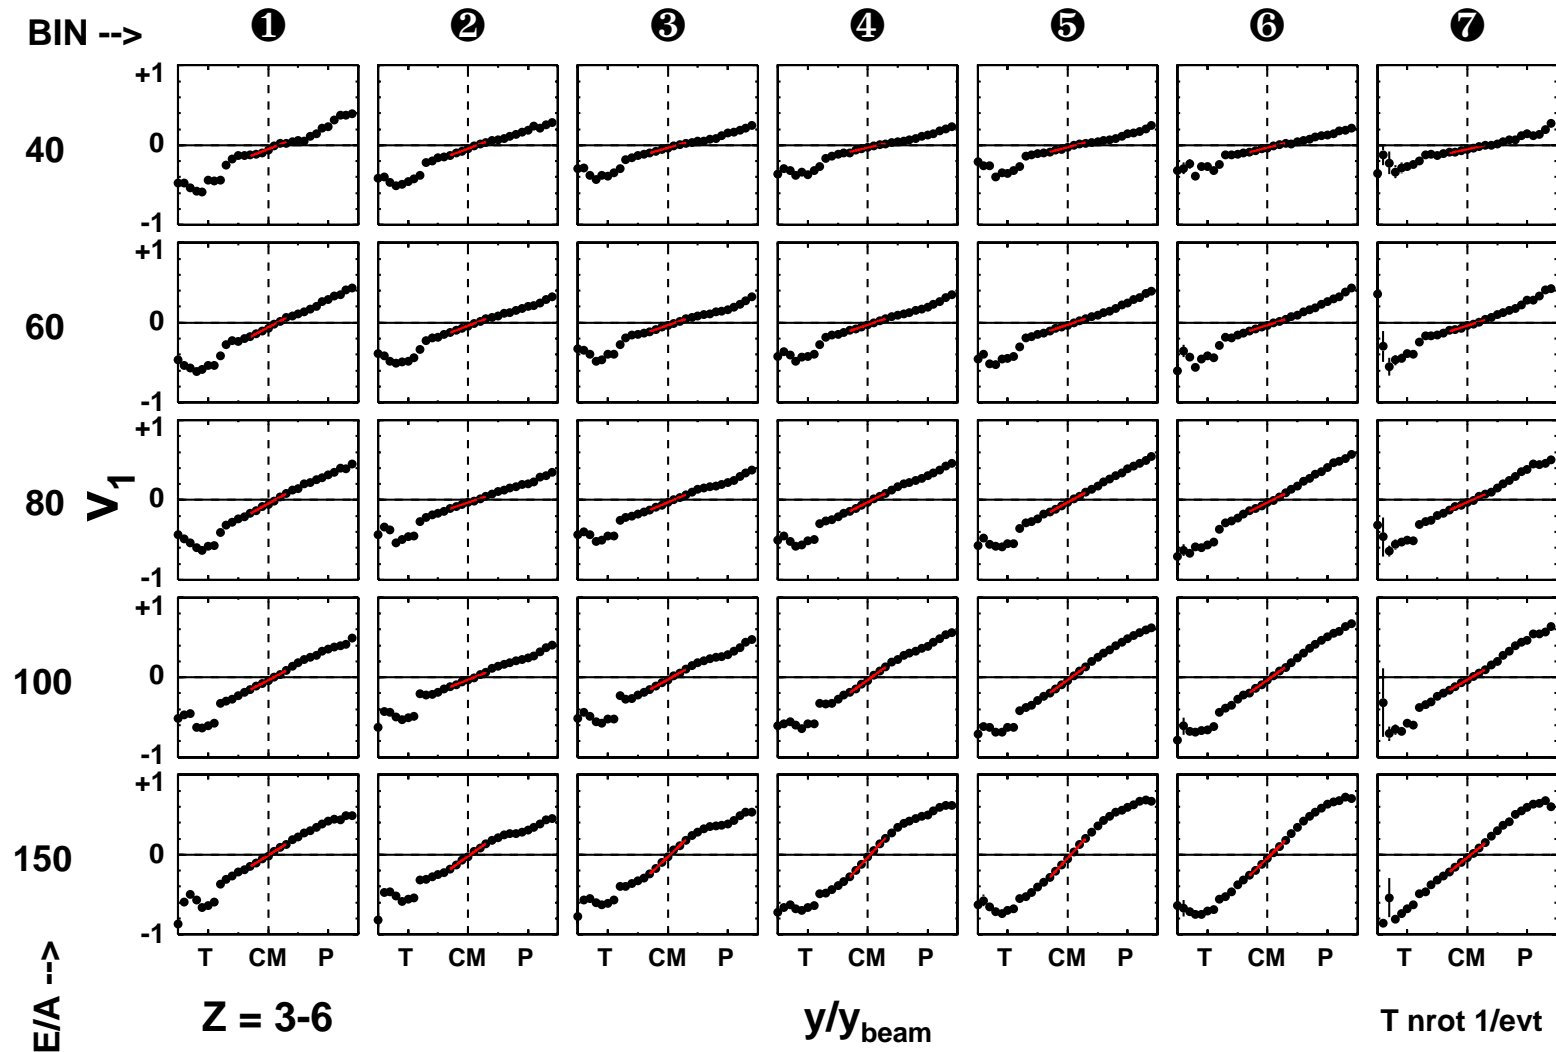 BIN --> ❶ ❷ ❸ ❹ ❺ ❻ ❼
+1
40 0
-1
+1
60 0
-1
+1
80 v₁ 0
-1
+1
100 0
-1
+1
150 0
-1
T CM P T CM P T CM P T CM P T CM P T CM P T CM P
E/A -->
Z = 3-6 y/y_beam T nrot 1/evt